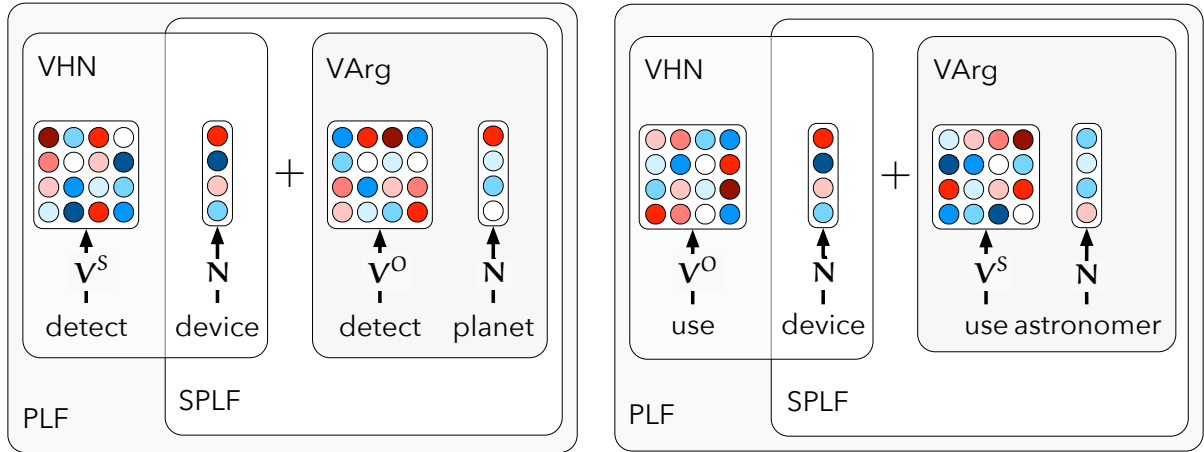 VHN
VArg
+
V^S
N
V^O
N
detect
device
detect
planet
SPLF
PLF
VHN
VArg
+
V^O
N
V^S
N
use
device
use
astronomer
SPLF
PLF